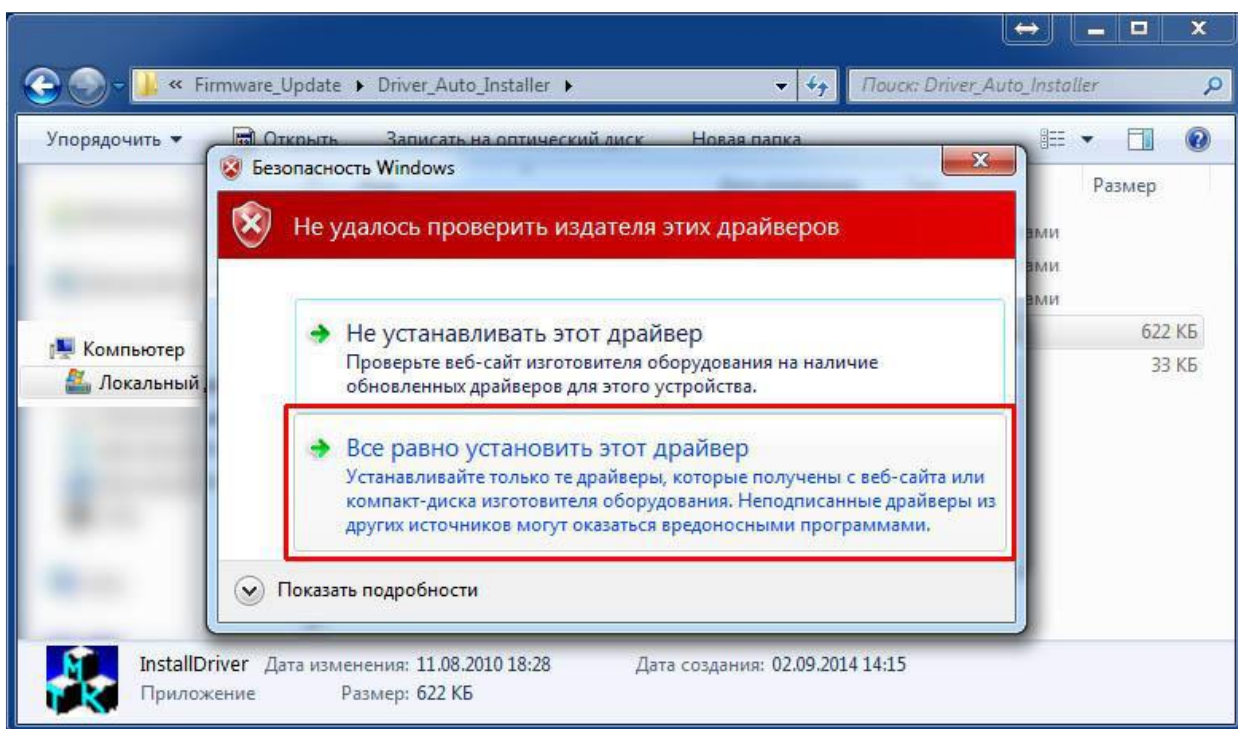 « Firmware_Update ▸ Driver_Auto_Installer ▸
Поиск: Driver_Auto_Installer
Упорядочить
Открыть
Записать на оптический диск
Новая папка
Безопасность Windows
Размер
Не удалось проверить издателя этих драйверов
ами
ами
ами
Не устанавливать этот драйвер
622 КБ
Компьютер
Проверьте веб-сайт изготовителя оборудования на наличие
33 КБ
Локальный
обновленных драйверов для этого устройства.
Все равно установить этот драйвер
Устанавливайте только те драйверы, которые получены с веб-сайта или
компакт-диска изготовителя оборудования. Неподписанные драйверы из
других источников могут оказаться вредоносными программами.
Показать подробности
InstallDriver Дата изменения: 11.08.2010 18:28 Дата создания: 02.09.2014 14:15
Приложение Размер: 622 КБ
MTK